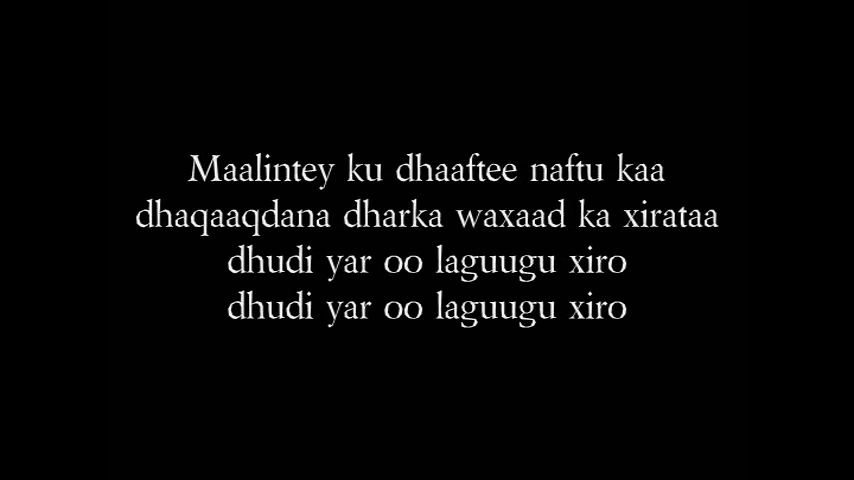 Maalintey ku dhaaftee naftu kaa
dhaqaaqdana dharka waxaad ka xirataa
dhudi yar oo laguugu xiro
dhudi yar oo laguugu xiro